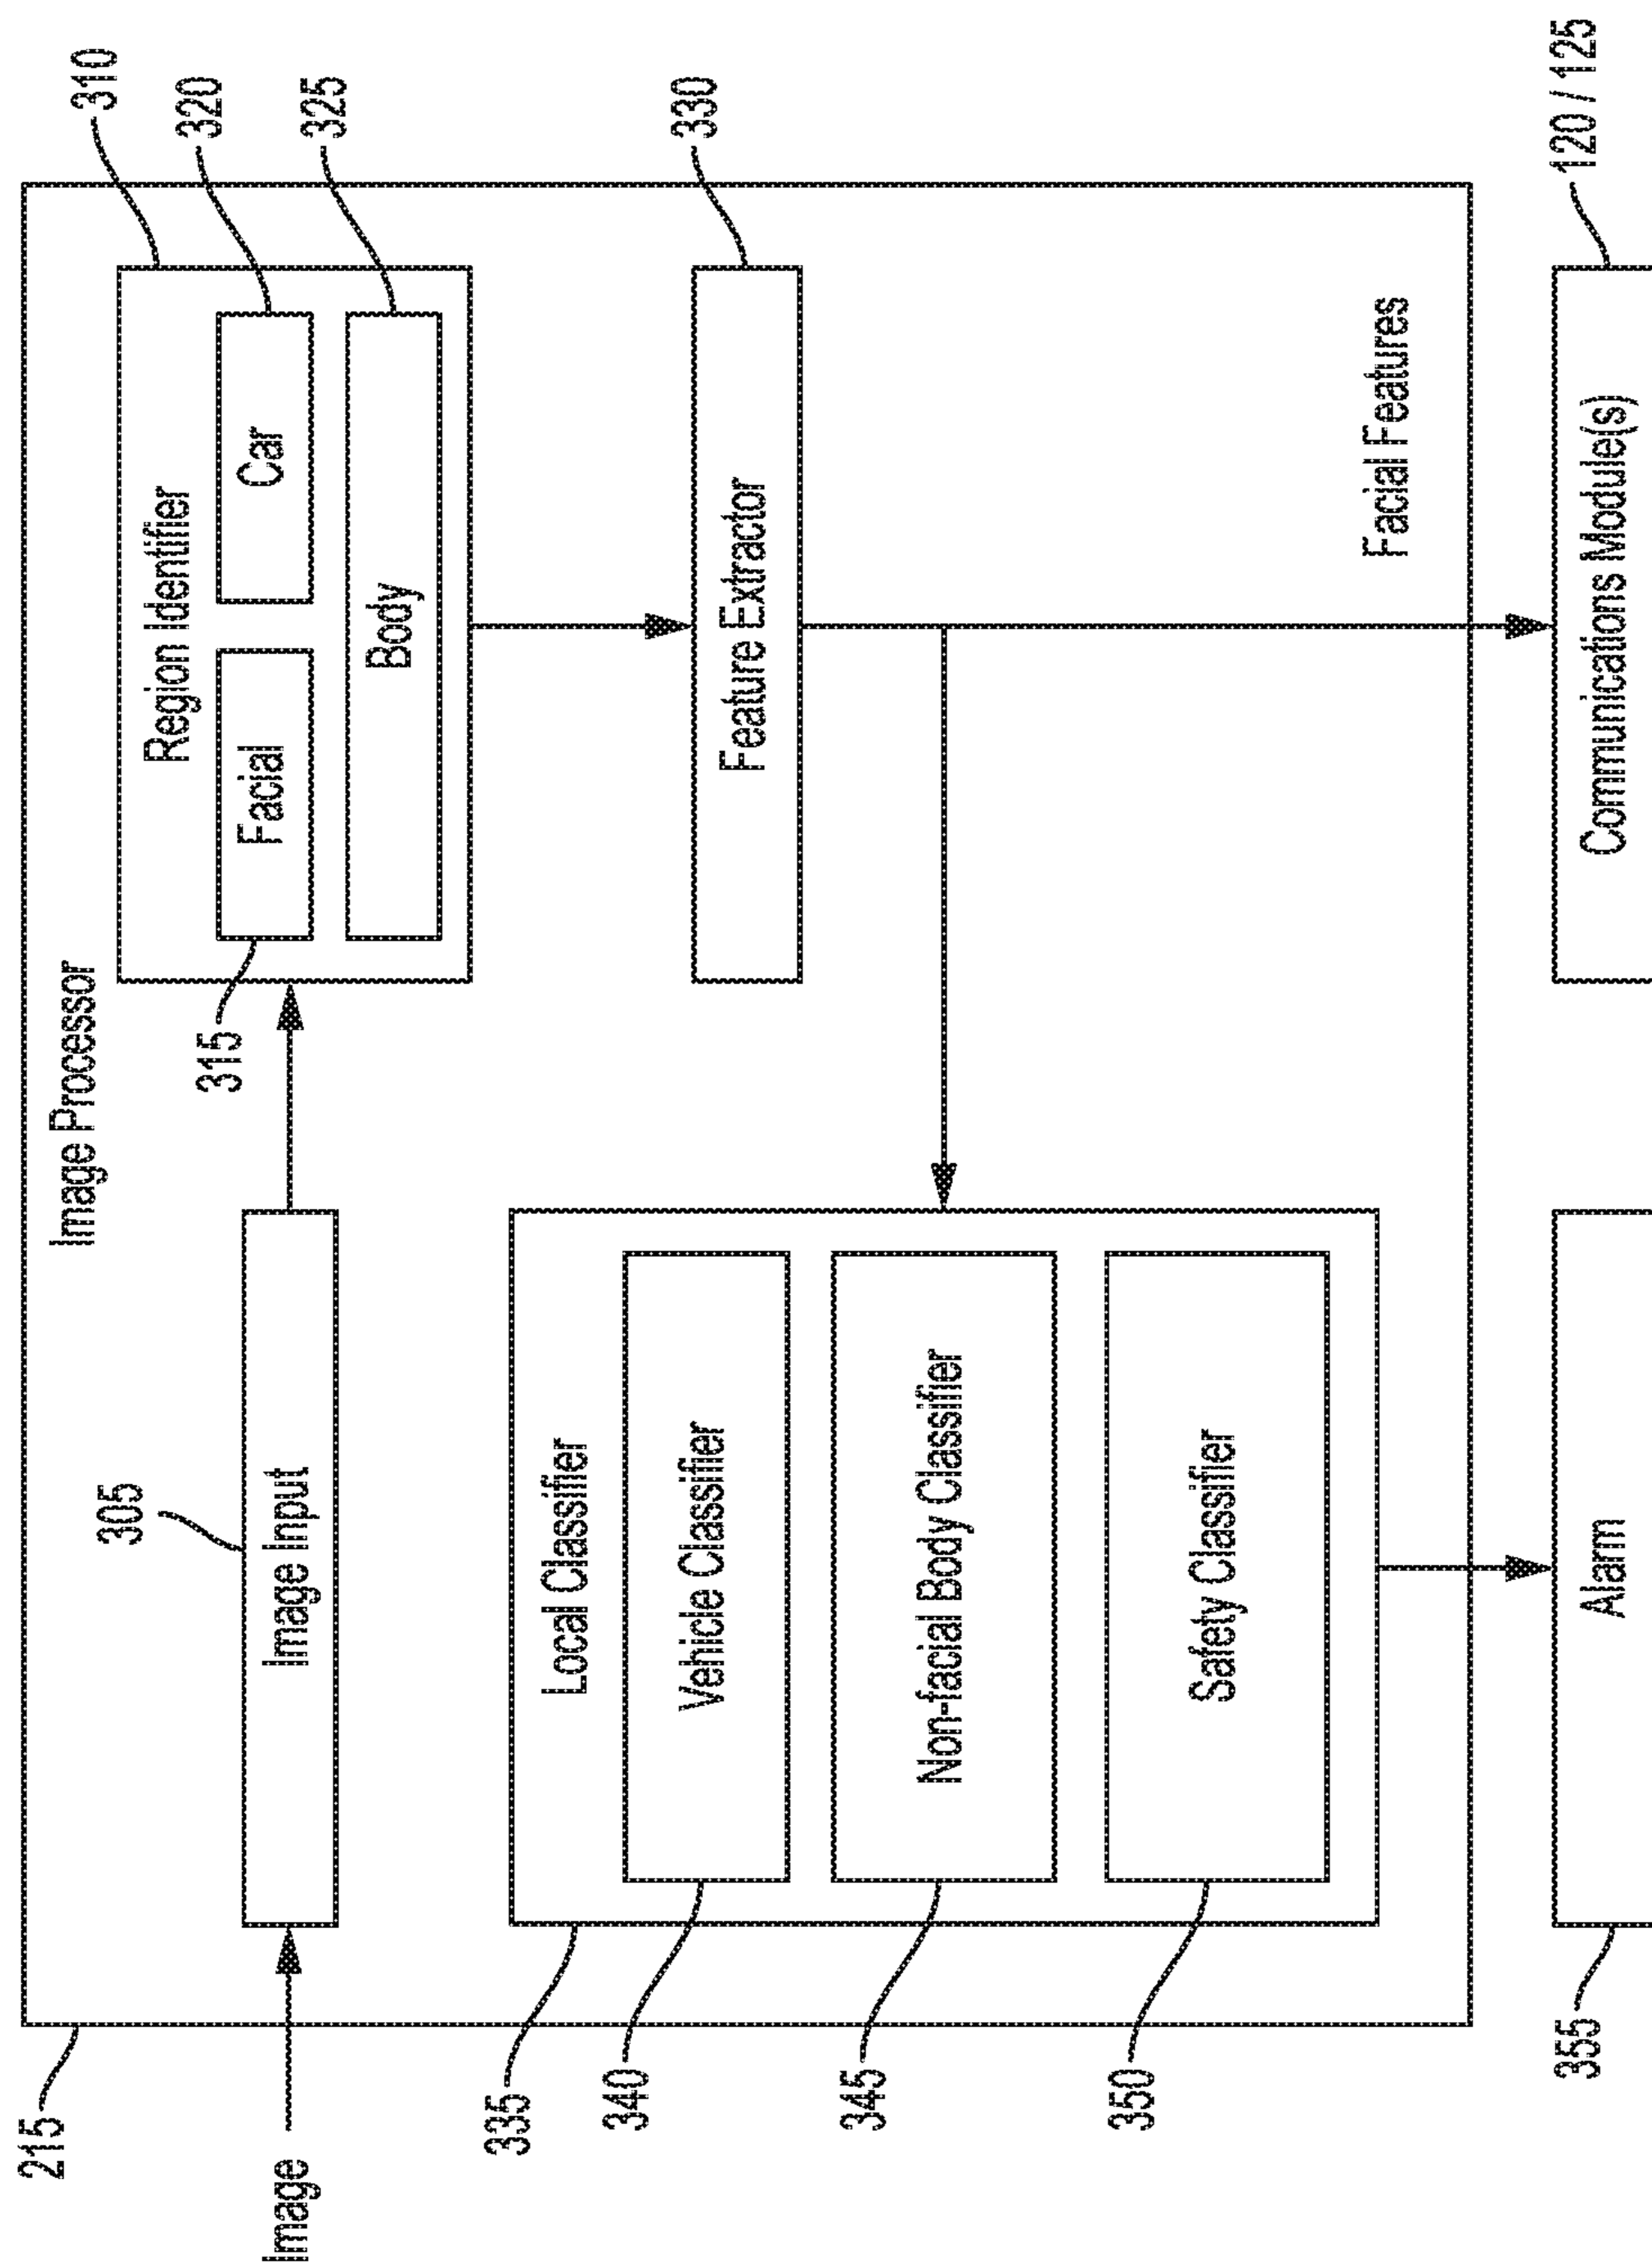 215
Image Processor
310
Image
305
Image Input
Region Identifier
315
Facial
Car
320
Body
325
335
Local Classifier
340
Vehicle Classifier
Feature Extractor
330
345
Non-facial Body Classifier
350
Safety Classifier
Facial Features
355
Alarm
Communications Module(s)
120 / 125